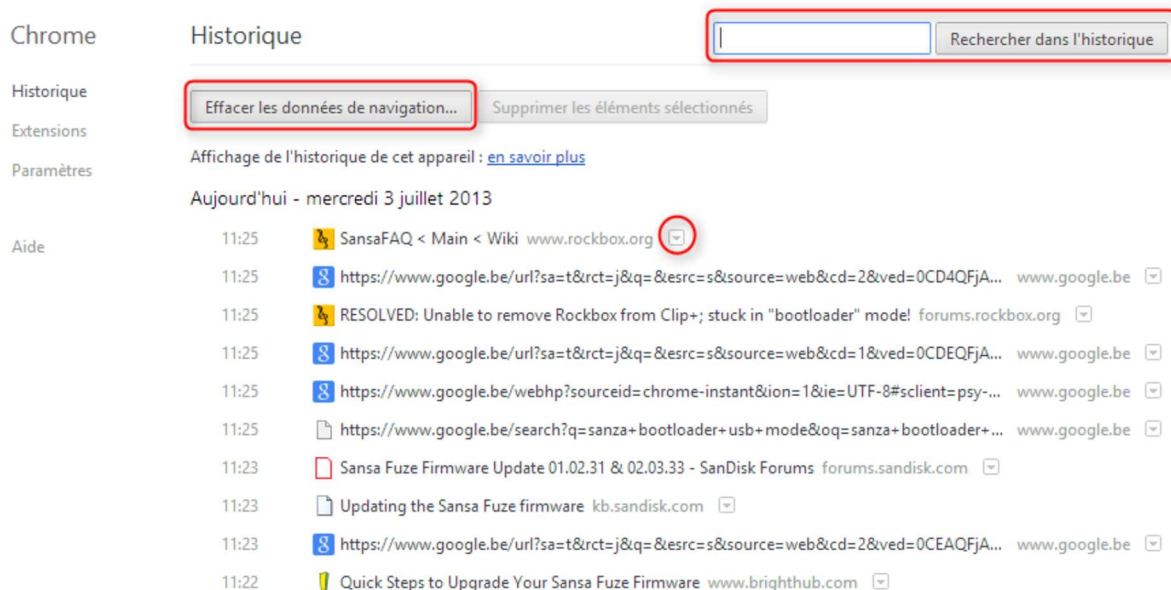 Chrome
Historique
Rechercher dans l'historique
Historique
Extensions
Paramètres
Aide
Effacer les données de navigation... Supprimer les éléments sélectionnés
Affichage de l'historique de cet appareil : en savoir plus
Aujourd'hui - mercredi 3 juillet 2013
11:25 SansaFAQ < Main < Wiki www.rockbox.org
11:25 https://www.google.be/url?sa=t&rct=j&q=&esrc=s&source=web&cd=2&ved=0CD4QFjA... www.google.be
11:25 RESOLVED: Unable to remove Rockbox from Clip+; stuck in "bootloader" mode! forums.rockbox.org
11:25 https://www.google.be/url?sa=t&rct=j&q=&esrc=s&source=web&cd=1&ved=0CDEQFjA... www.google.be
11:25 https://www.google.be/webhp?sourceid=chrome-instant&ion=1&ie=UTF-8#sclient=psy-... www.google.be
11:25 https://www.google.be/search?q=sanza+bootloader+usb+mode&oq=sanza+bootloader+... www.google.be
11:23 Sansa Fuze Firmware Update 01.02.31 & 02.03.33 - SanDisk Forums forums.sandisk.com
11:23 Updating the Sansa Fuze firmware kb.sandisk.com
11:23 https://www.google.be/url?sa=t&rct=j&q=&esrc=s&source=web&cd=2&ved=0CEAQFjA... www.google.be
11:22 Quick Steps to Upgrade Your Sansa Fuze Firmware www.brighthub.com